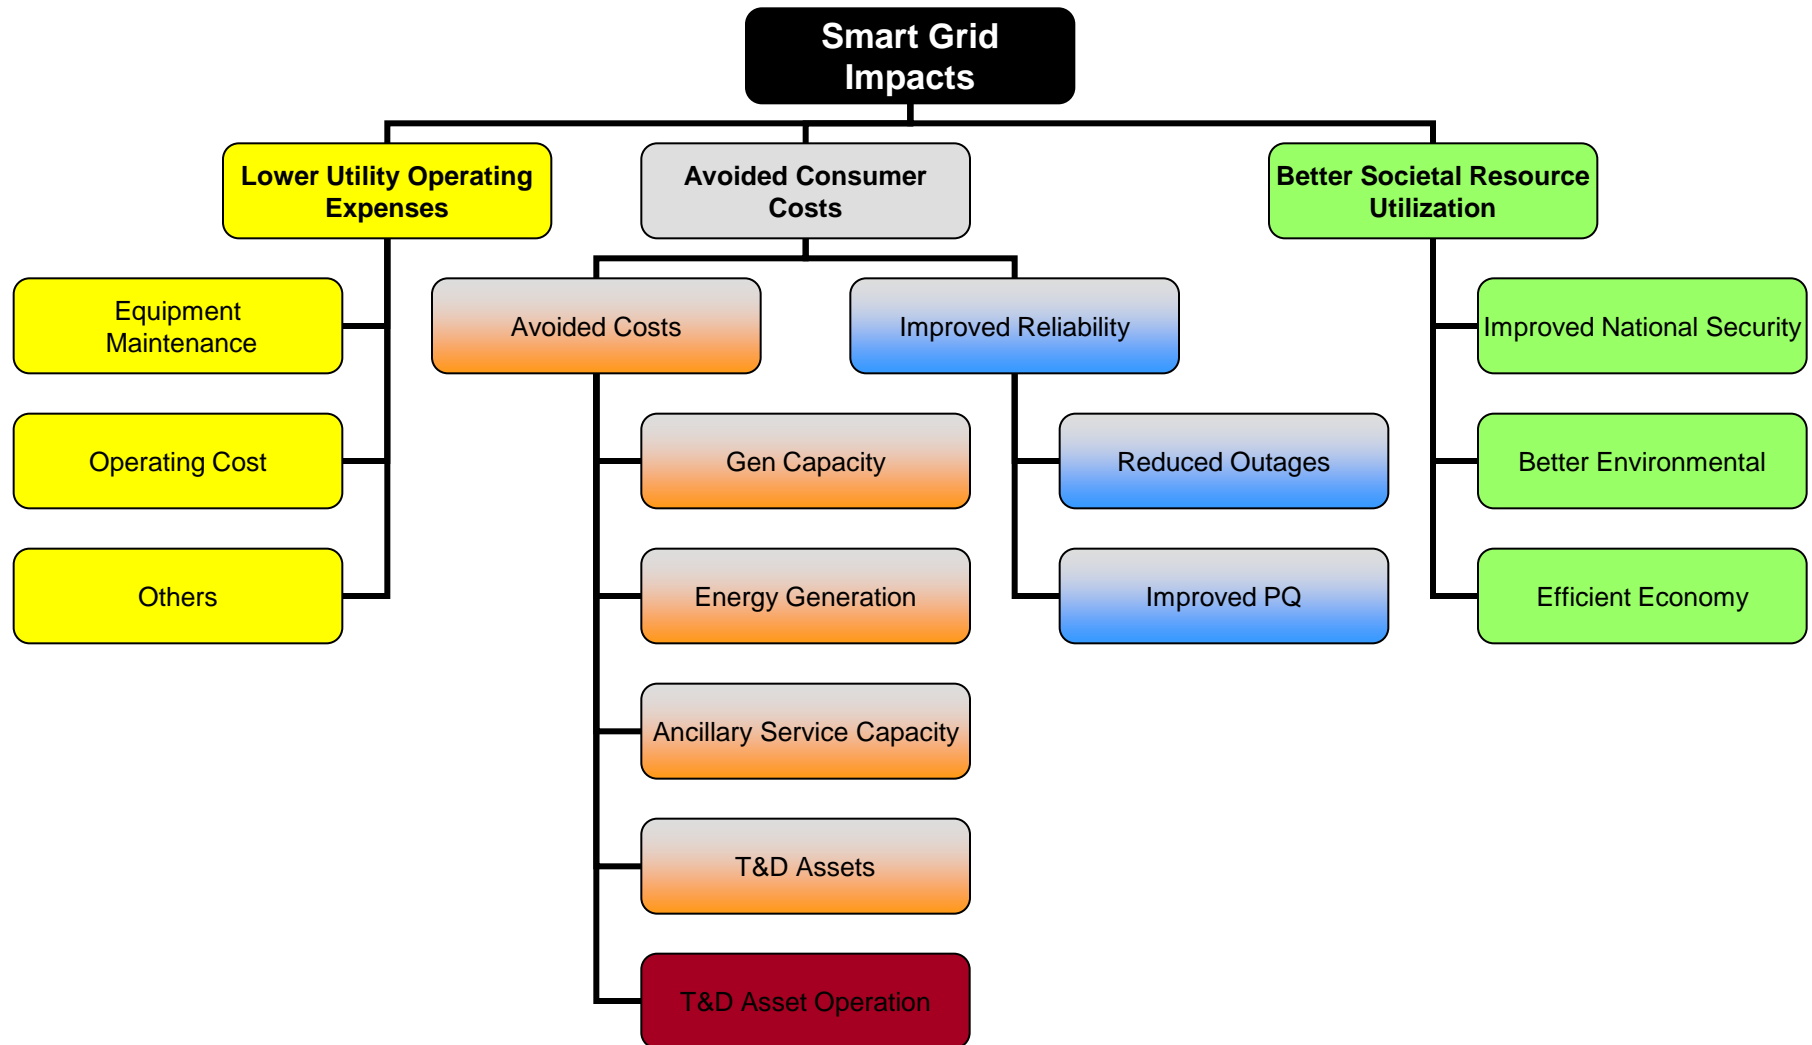 Smart Grid
Impacts
Lower Utility Operating
Expenses
Avoided Consumer
Costs
Better Societal Resource
Utilization
Equipment
Maintenance
Avoided Costs
Improved Reliability
Improved National Security
Operating Cost
Gen Capacity
Reduced Outages
Better Environmental
Others
Energy Generation
Improved PQ
Efficient Economy
Ancillary Service Capacity
T&D Assets
T&D Asset Operation